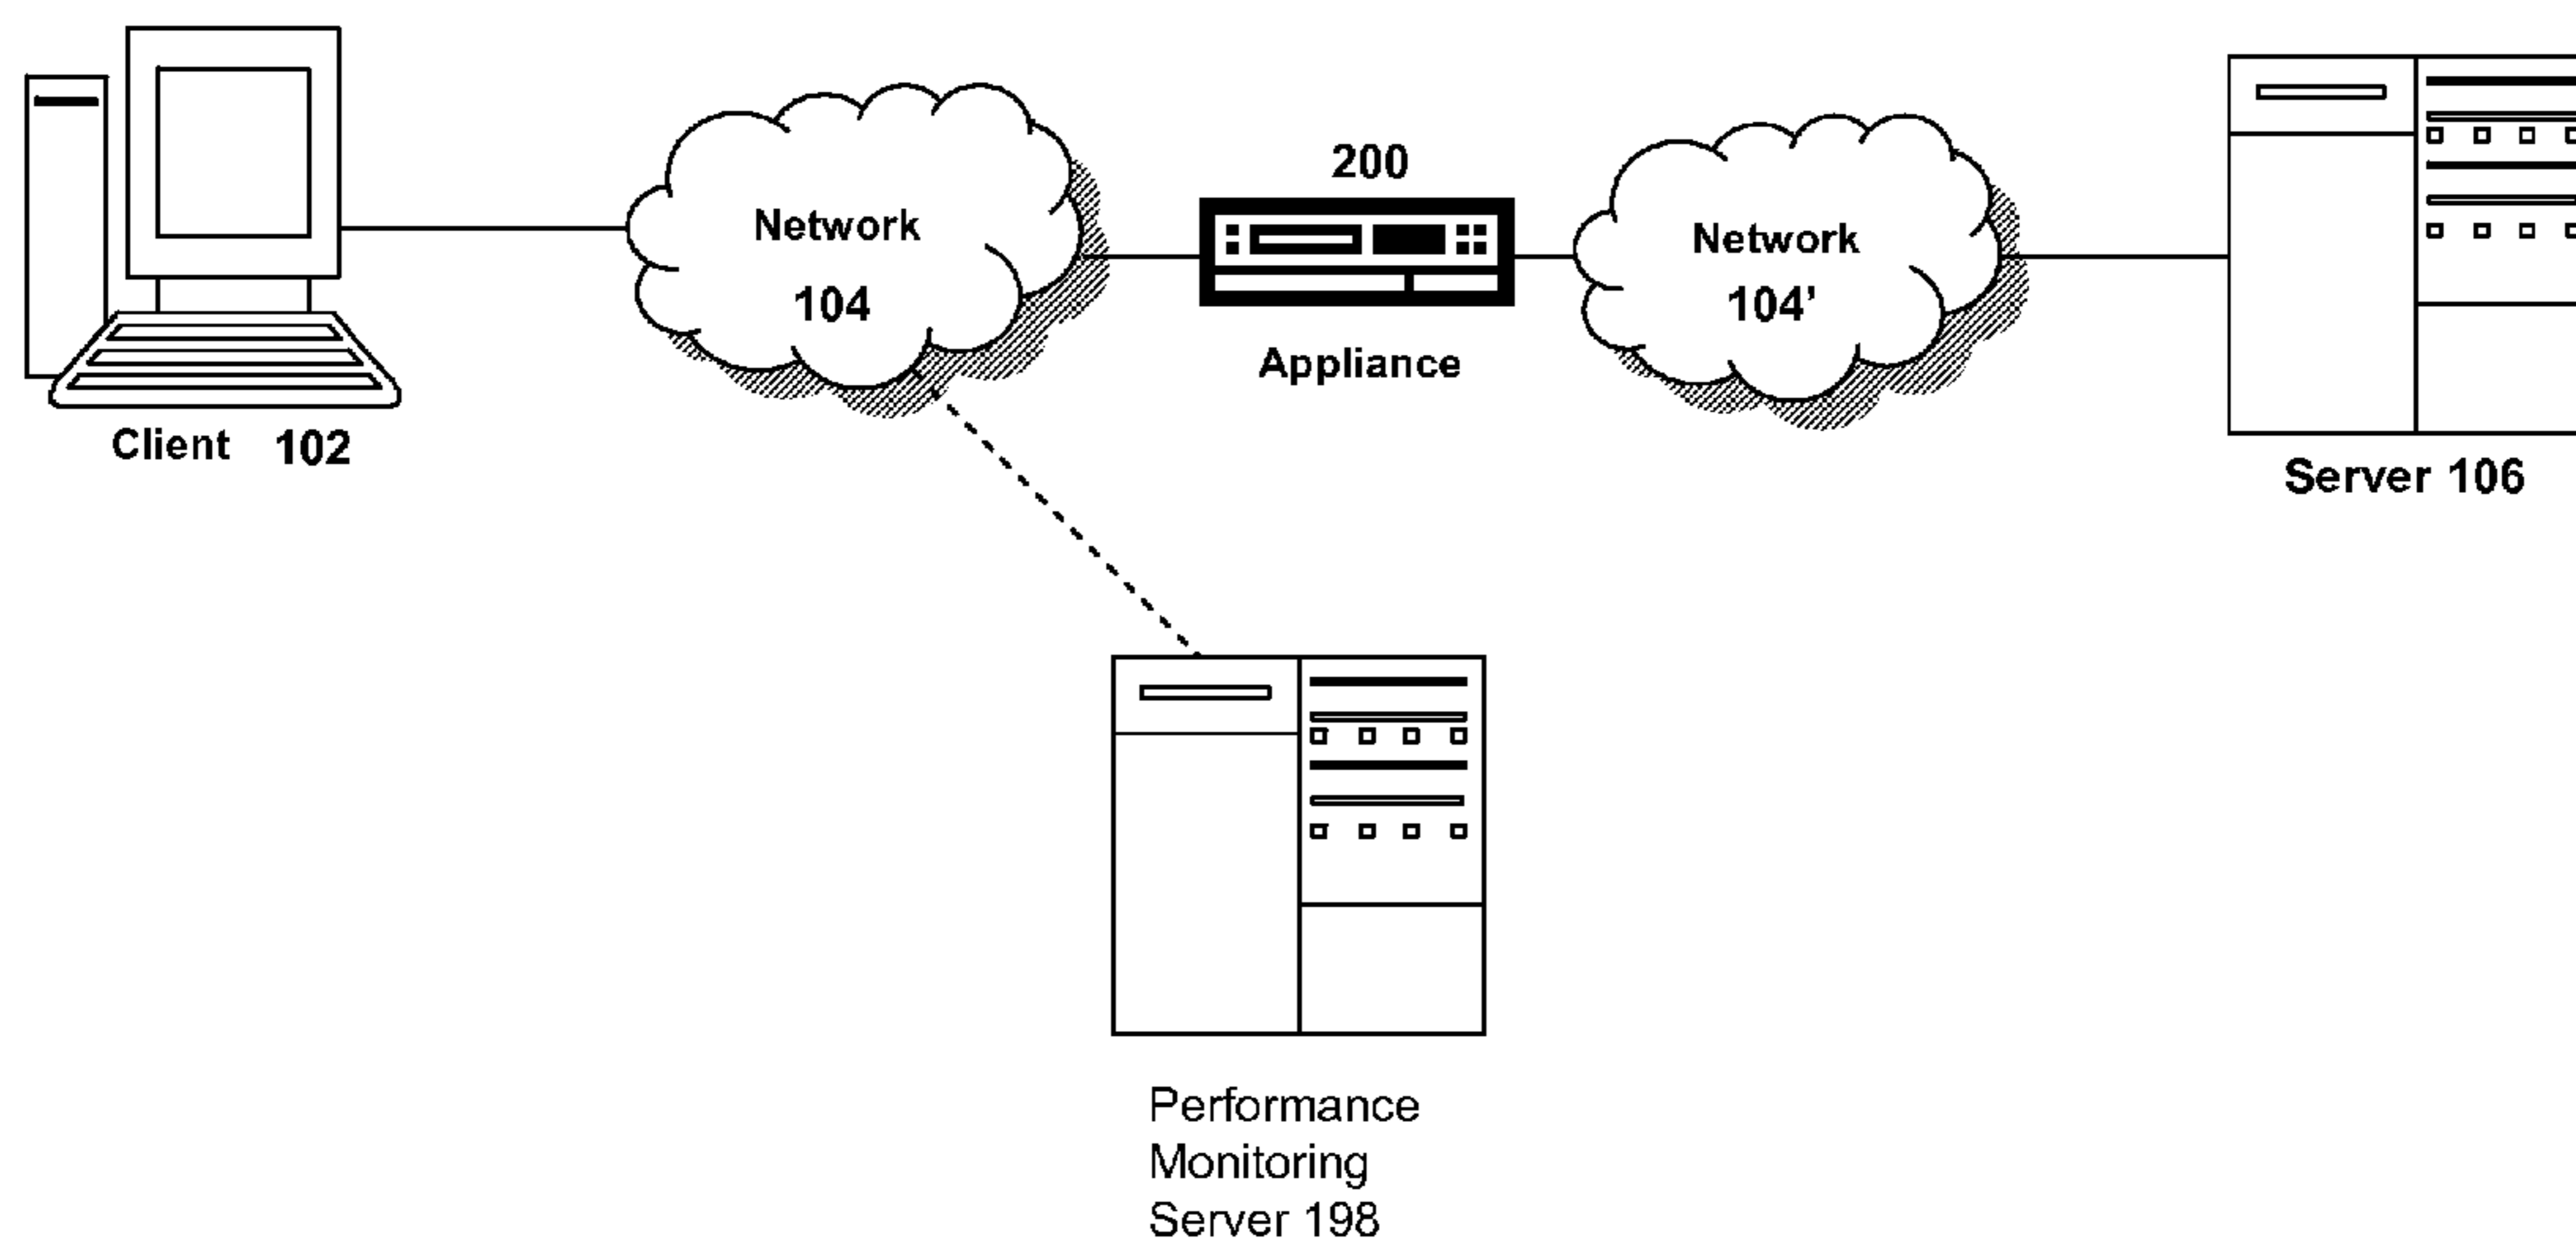 200
Network
104
Network
104'
Appliance
Client 102
Server 106
Performance
Monitoring
Server 198